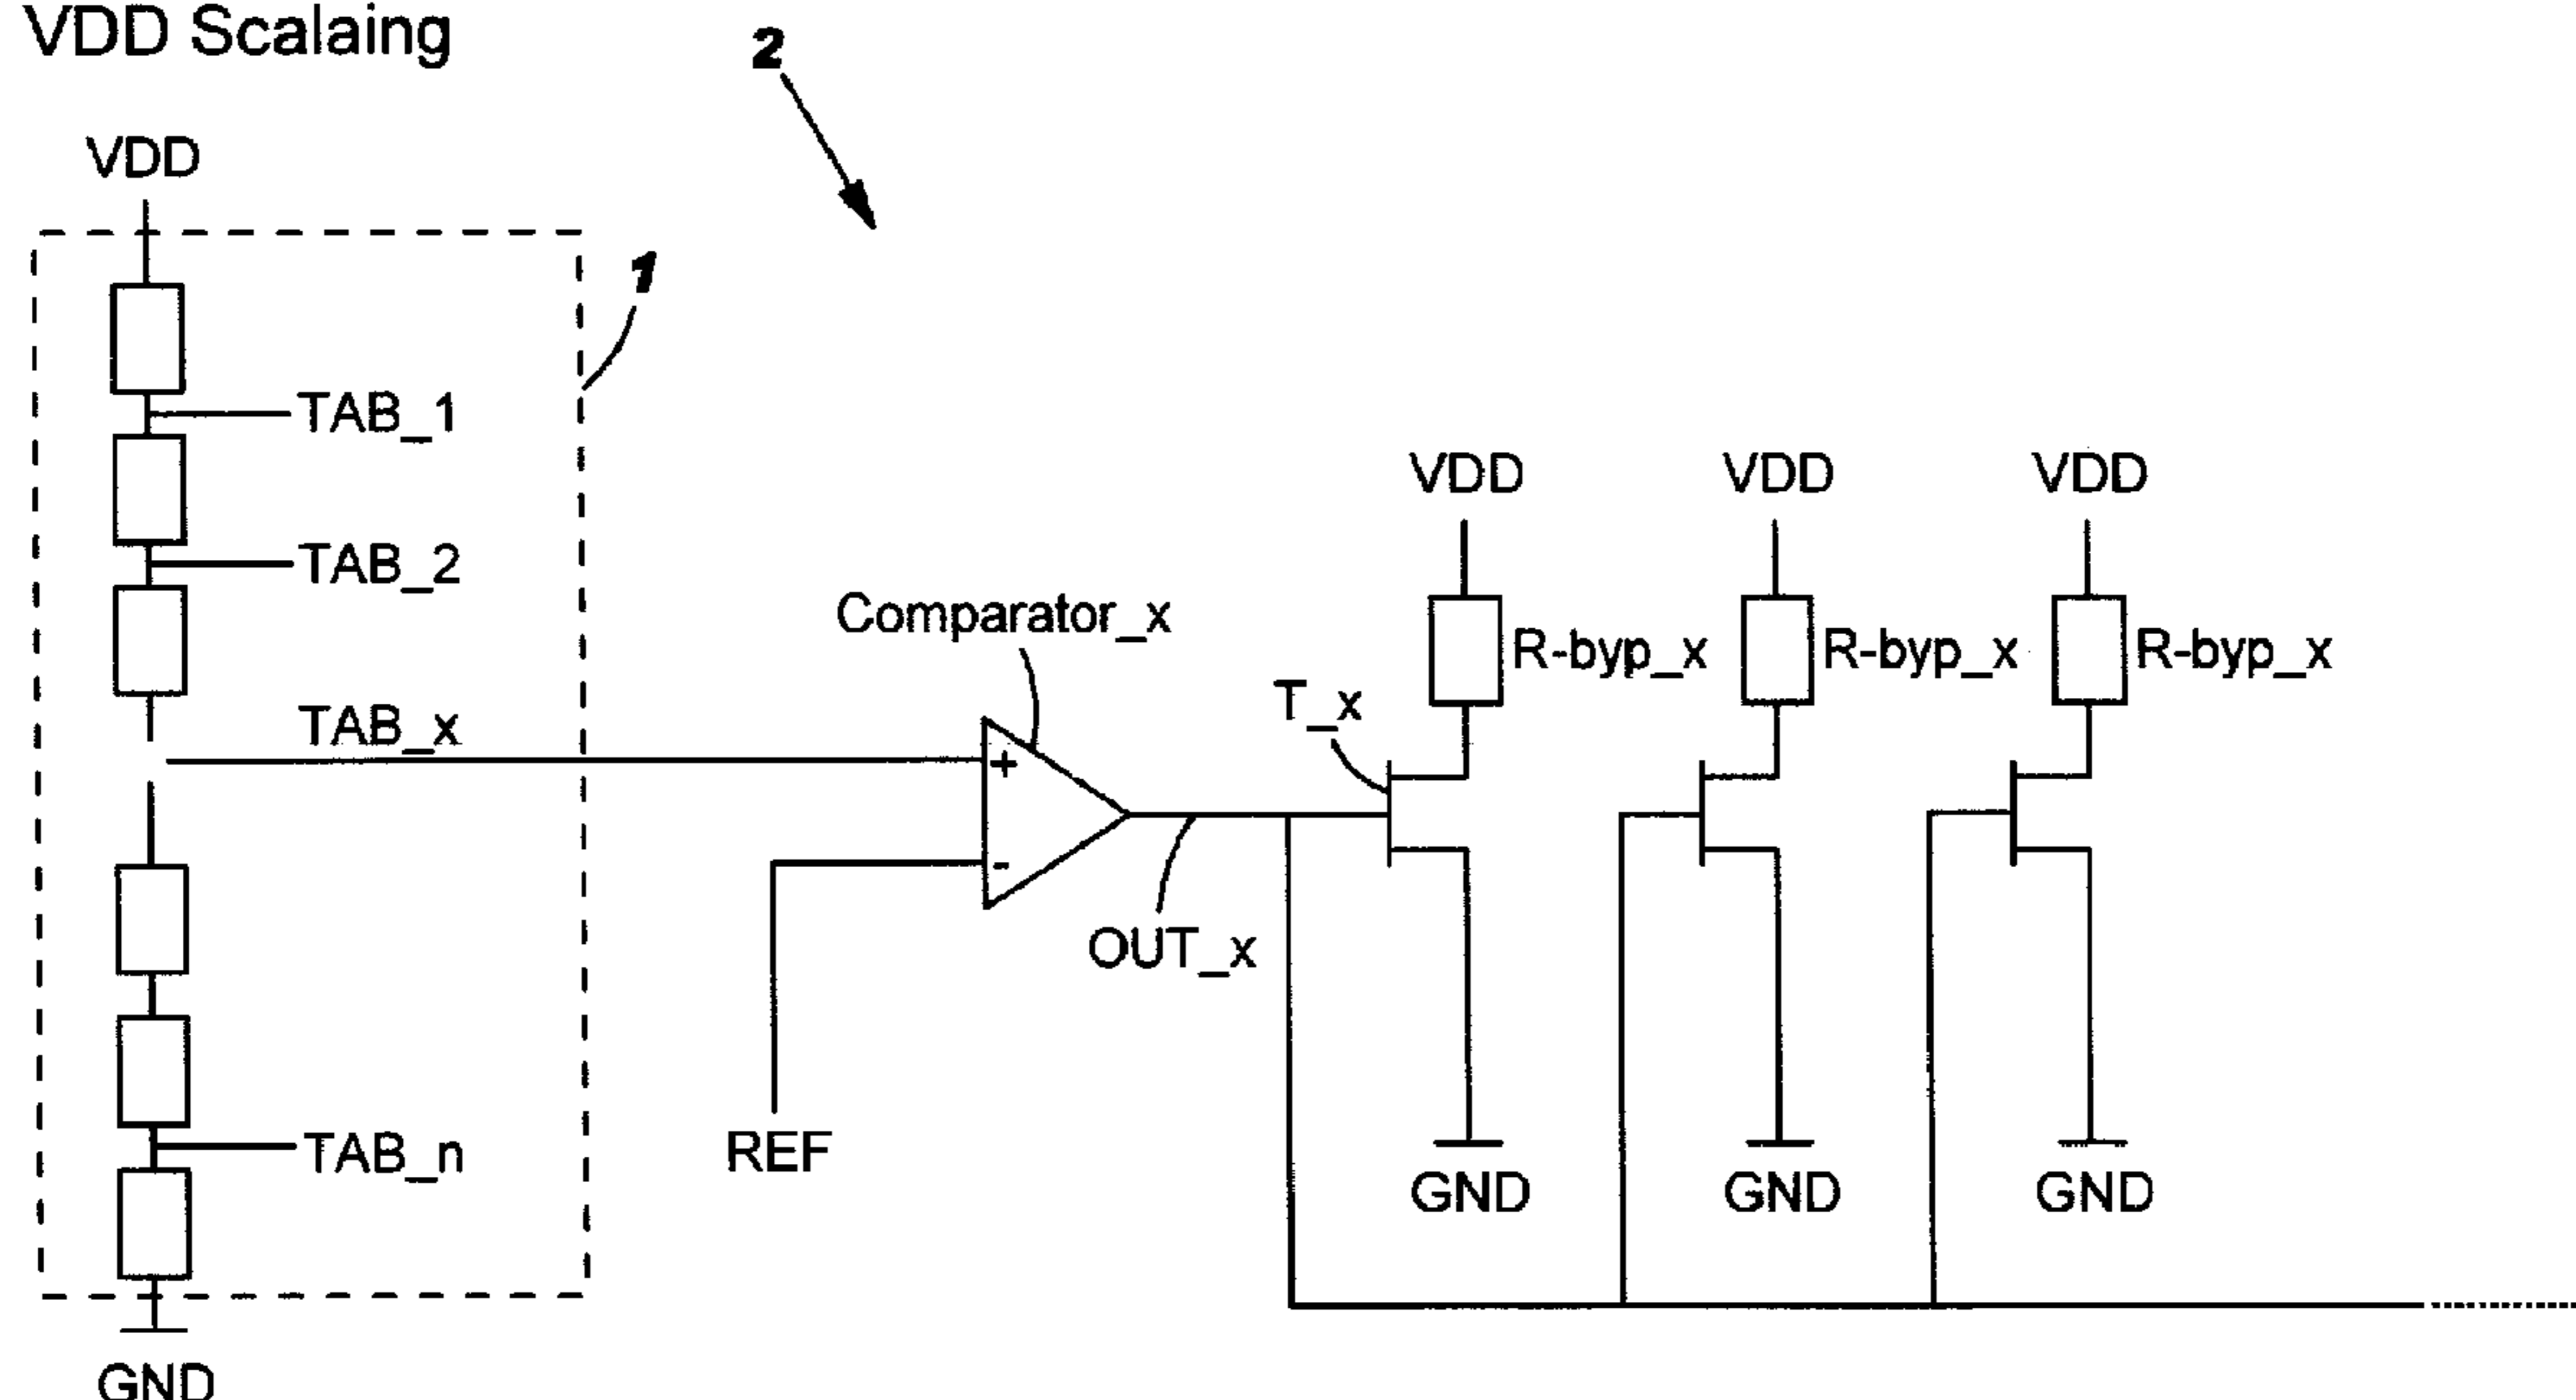 VDD Scalaing
2
VDD
1
TAB_1
TAB_2
TAB_x
TAB_n
GND
Comparator_x
+
-
REF
OUT_x
T_x
VDD VDD VDD
R-byp_x R-byp_x R-byp_x
GND GND GND